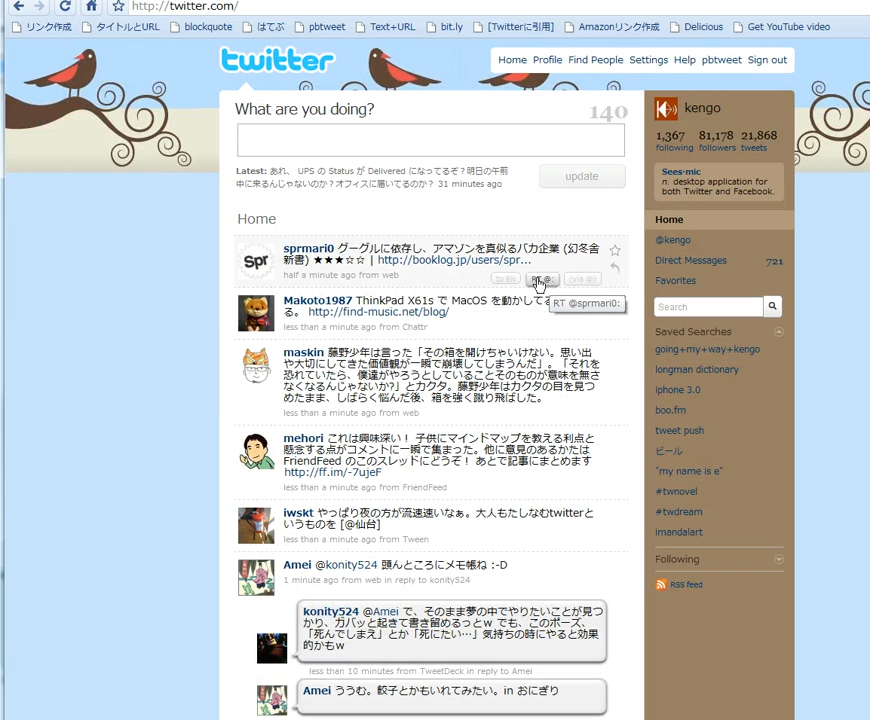 http://twitter.com/
リンク作成 タイトルとURL blockquote はてぶ pbtweet Text+URL bit.ly [Twitterに引用] Amazonリンク作成 Delicious Get YouTube video
twitter
Home Profile Find People Settings Help pbtweet Sign out
What are you doing?
140
Latest: あれ、 UPS の Status が Delivered になってるぞ？明日の午前
中に来るんじゃないのか？オフィスに届いてるのか？ 31 minutes ago
update
Home
sprmari0 グーグルに依存し、アマゾンを真似るバカ企業 (幻冬舎
新書) ★★★☆☆ | http://booklog.jp/users/spr...
half a minute ago from web
to EN RT @: (via @)
RT @sprmari0:
Spr
Makoto1987 ThinkPad X61s で MacOS を動かしてる
る。 http://find-music.net/blog/
less than a minute ago from Chattr
maskin 藤野少年は言った「その箱を開けちゃいけない。思い出
や大切にしてきた価値観が一瞬で崩壊してしまうんだ」。「それを
恐れていたら、僕達がやろうとしていることそのものが意味を無さ
なくなるんじゃないか?」とカクタ。藤野少年はカクタの目を見つ
めたまま、しばらく悩んだ後、箱を強く蹴り飛ばした。
less than a minute ago from web
mehori これは興味深い！ 子供にマインドマップを教える利点と
懸念する点がコメントに一瞬で集まった。他に意見のあるかたは
FriendFeed のこのスレッドにどうぞ！ あとで記事にまとめます
http://ff.im/-7ujeF
less than a minute ago from FriendFeed
iwskt やっぱり夜の方が流速速いなぁ。大人もたしなむtwitterと
いうものを [@仙台]
less than a minute ago from Tween
Amei @konity524 頭んところにメモ帳ね :-D
1 minute ago from web in reply to konity524
konity524 @Amei で、そのまま夢の中でやりたいことが見つ
かり、ガバッと起きて書き留めるっとｗ でも、このポーズ、
「死んでしまえ」とか「死にたい…」気持ちの時にやると効果
的かもｗ
less than 10 minutes ago from TweetDeck in reply to Amei
Amei ううむ。餃子とかもいれてみたい。in おにぎり
kengo
1,367 81,178 21,868
following followers tweets
Sees·mic
n: desktop application for
both Twitter and Facebook.
Home
@kengo
Direct Messages 721
Favorites
Search
Saved Searches
going+my+way+kengo
longman dictionary
iphone 3.0
boo.fm
tweet push
ビール
"my name is e"
#twnovel
#twdream
imandalart
Following
RSS feed